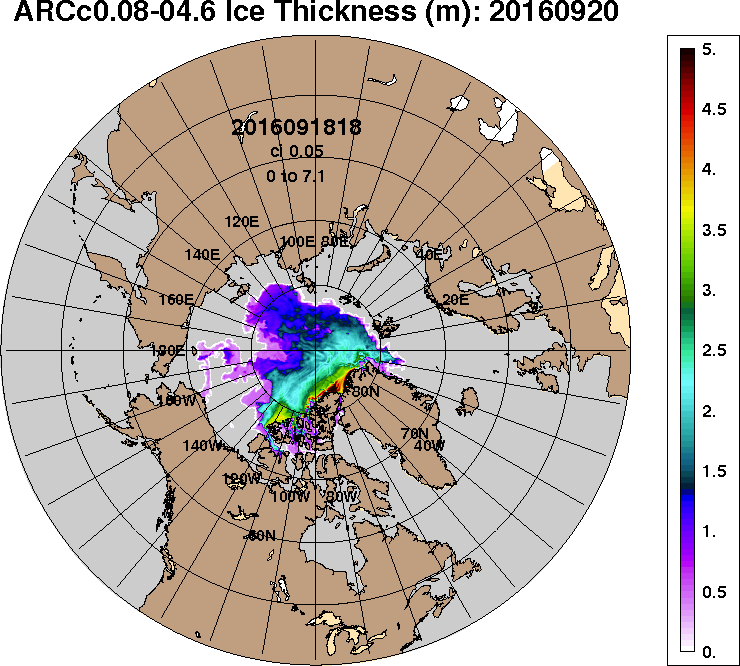 ARCc0.08-04.6 Ice Thickness (m): 20160920
5.
4.5
4.
3.5
3.
2.5
2.
1.5
1.
0.5
0.
2016091818
ci 0.05
0 to 7.1
120E
100E 80E
140E
40E
160E
20E
180E
160W
80N
140W
70N
40W
120W
100W 80W
60N